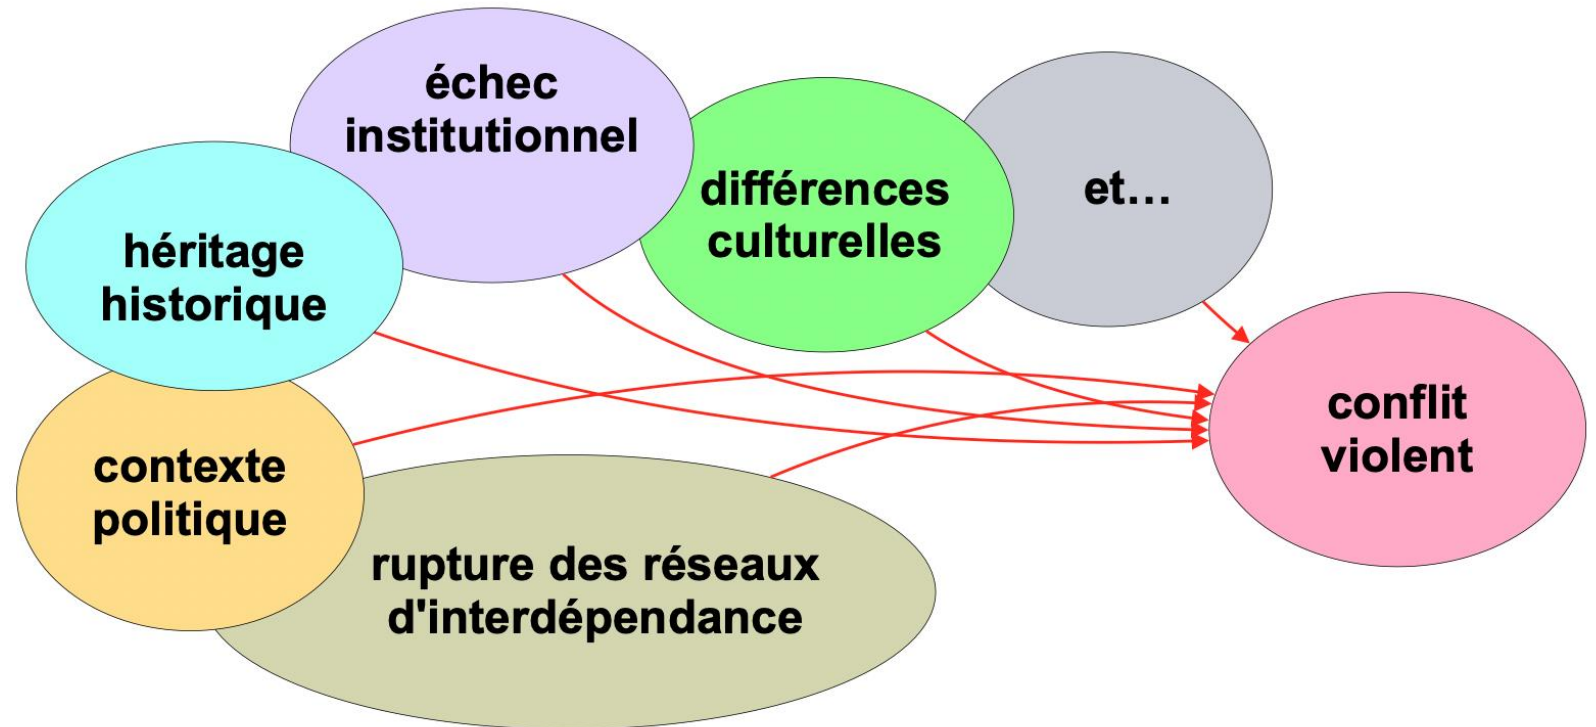 échec
institutionnel
différences
culturelles
et…
héritage
historique
conflit
violent
contexte
politique
rupture des réseaux
d'interdépendance